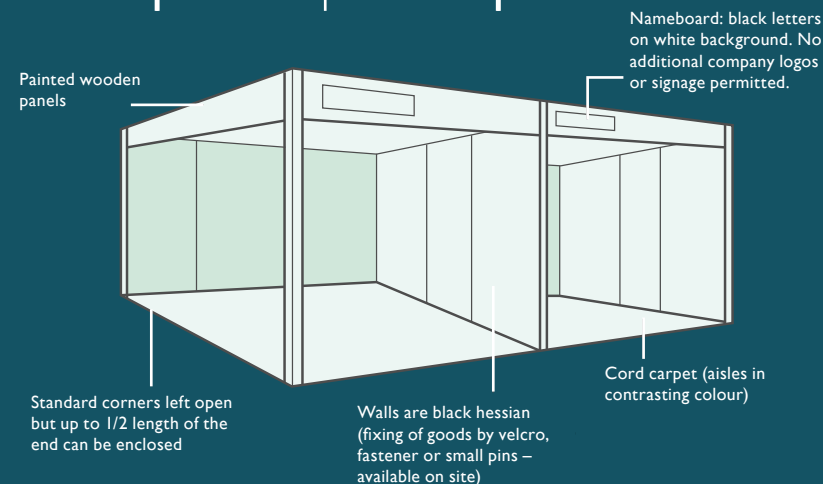 Nameboard: black letters
on white background. No
additional company logos
or signage permitted.
Painted wooden
panels
Cord carpet (aisles in
contrasting colour)
Standard corners left open
but up to 1/2 length of the
end can be enclosed
Walls are black hessian
(fixing of goods by velcro,
fastener or small pins –
available on site)